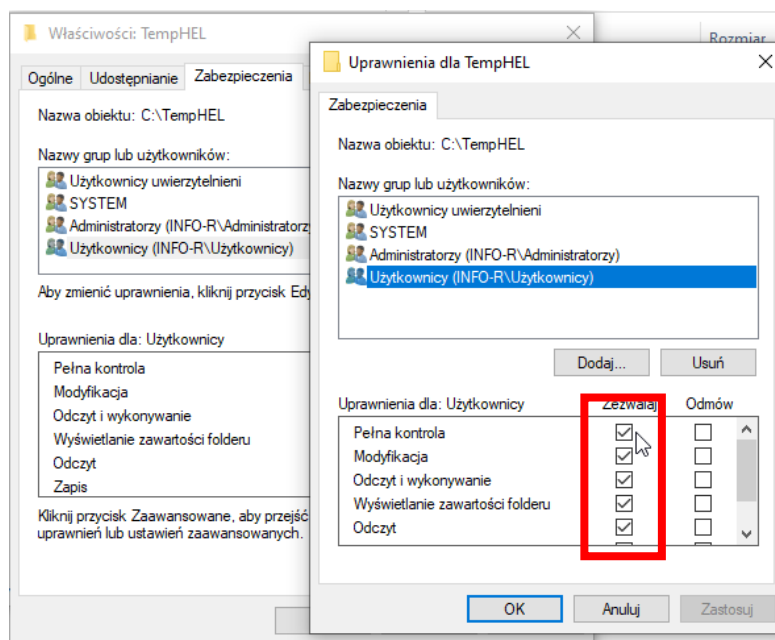 Właściwości: TempHEL
Ogólne Udostępnianie Zabezpieczenia
Nazwa obiektu: C:\TempHEL
Nazwy grup lub użytkowników:
Użytkownicy uwierzytelnieni
SYSTEM
Administratorzy (INFO-R\Administratorzy
Użytkownicy (INFO-R\Użytkownicy)
Aby zmienić uprawnienia, kliknij przycisk Edy
Uprawnienia dla: Użytkownicy
Pełna kontrola
Modyfikacja
Odczyt i wykonywanie
Wyświetlanie zawartości folderu
Odczyt
Zapis
Kliknij przycisk Zaawansowane, aby przejść
uprawnień lub ustawień zaawansowanych.
Rozmiar
Uprawnienia dla TempHEL
Zabezpieczenia
Nazwa obiektu: C:\TempHEL
Nazwy grup lub użytkowników:
Użytkownicy uwierzytelnieni
SYSTEM
Administratorzy (INFO-R\Administratorzy)
Użytkownicy (INFO-R\Użytkownicy)
Dodaj... Usuń
Uprawnienia dla: Użytkownicy Zezwalaj Odmów
Pełna kontrola
Modyfikacja
Odczyt i wykonywanie
Wyświetlanie zawartości folderu
Odczyt
OK Anuluj Zastosuj